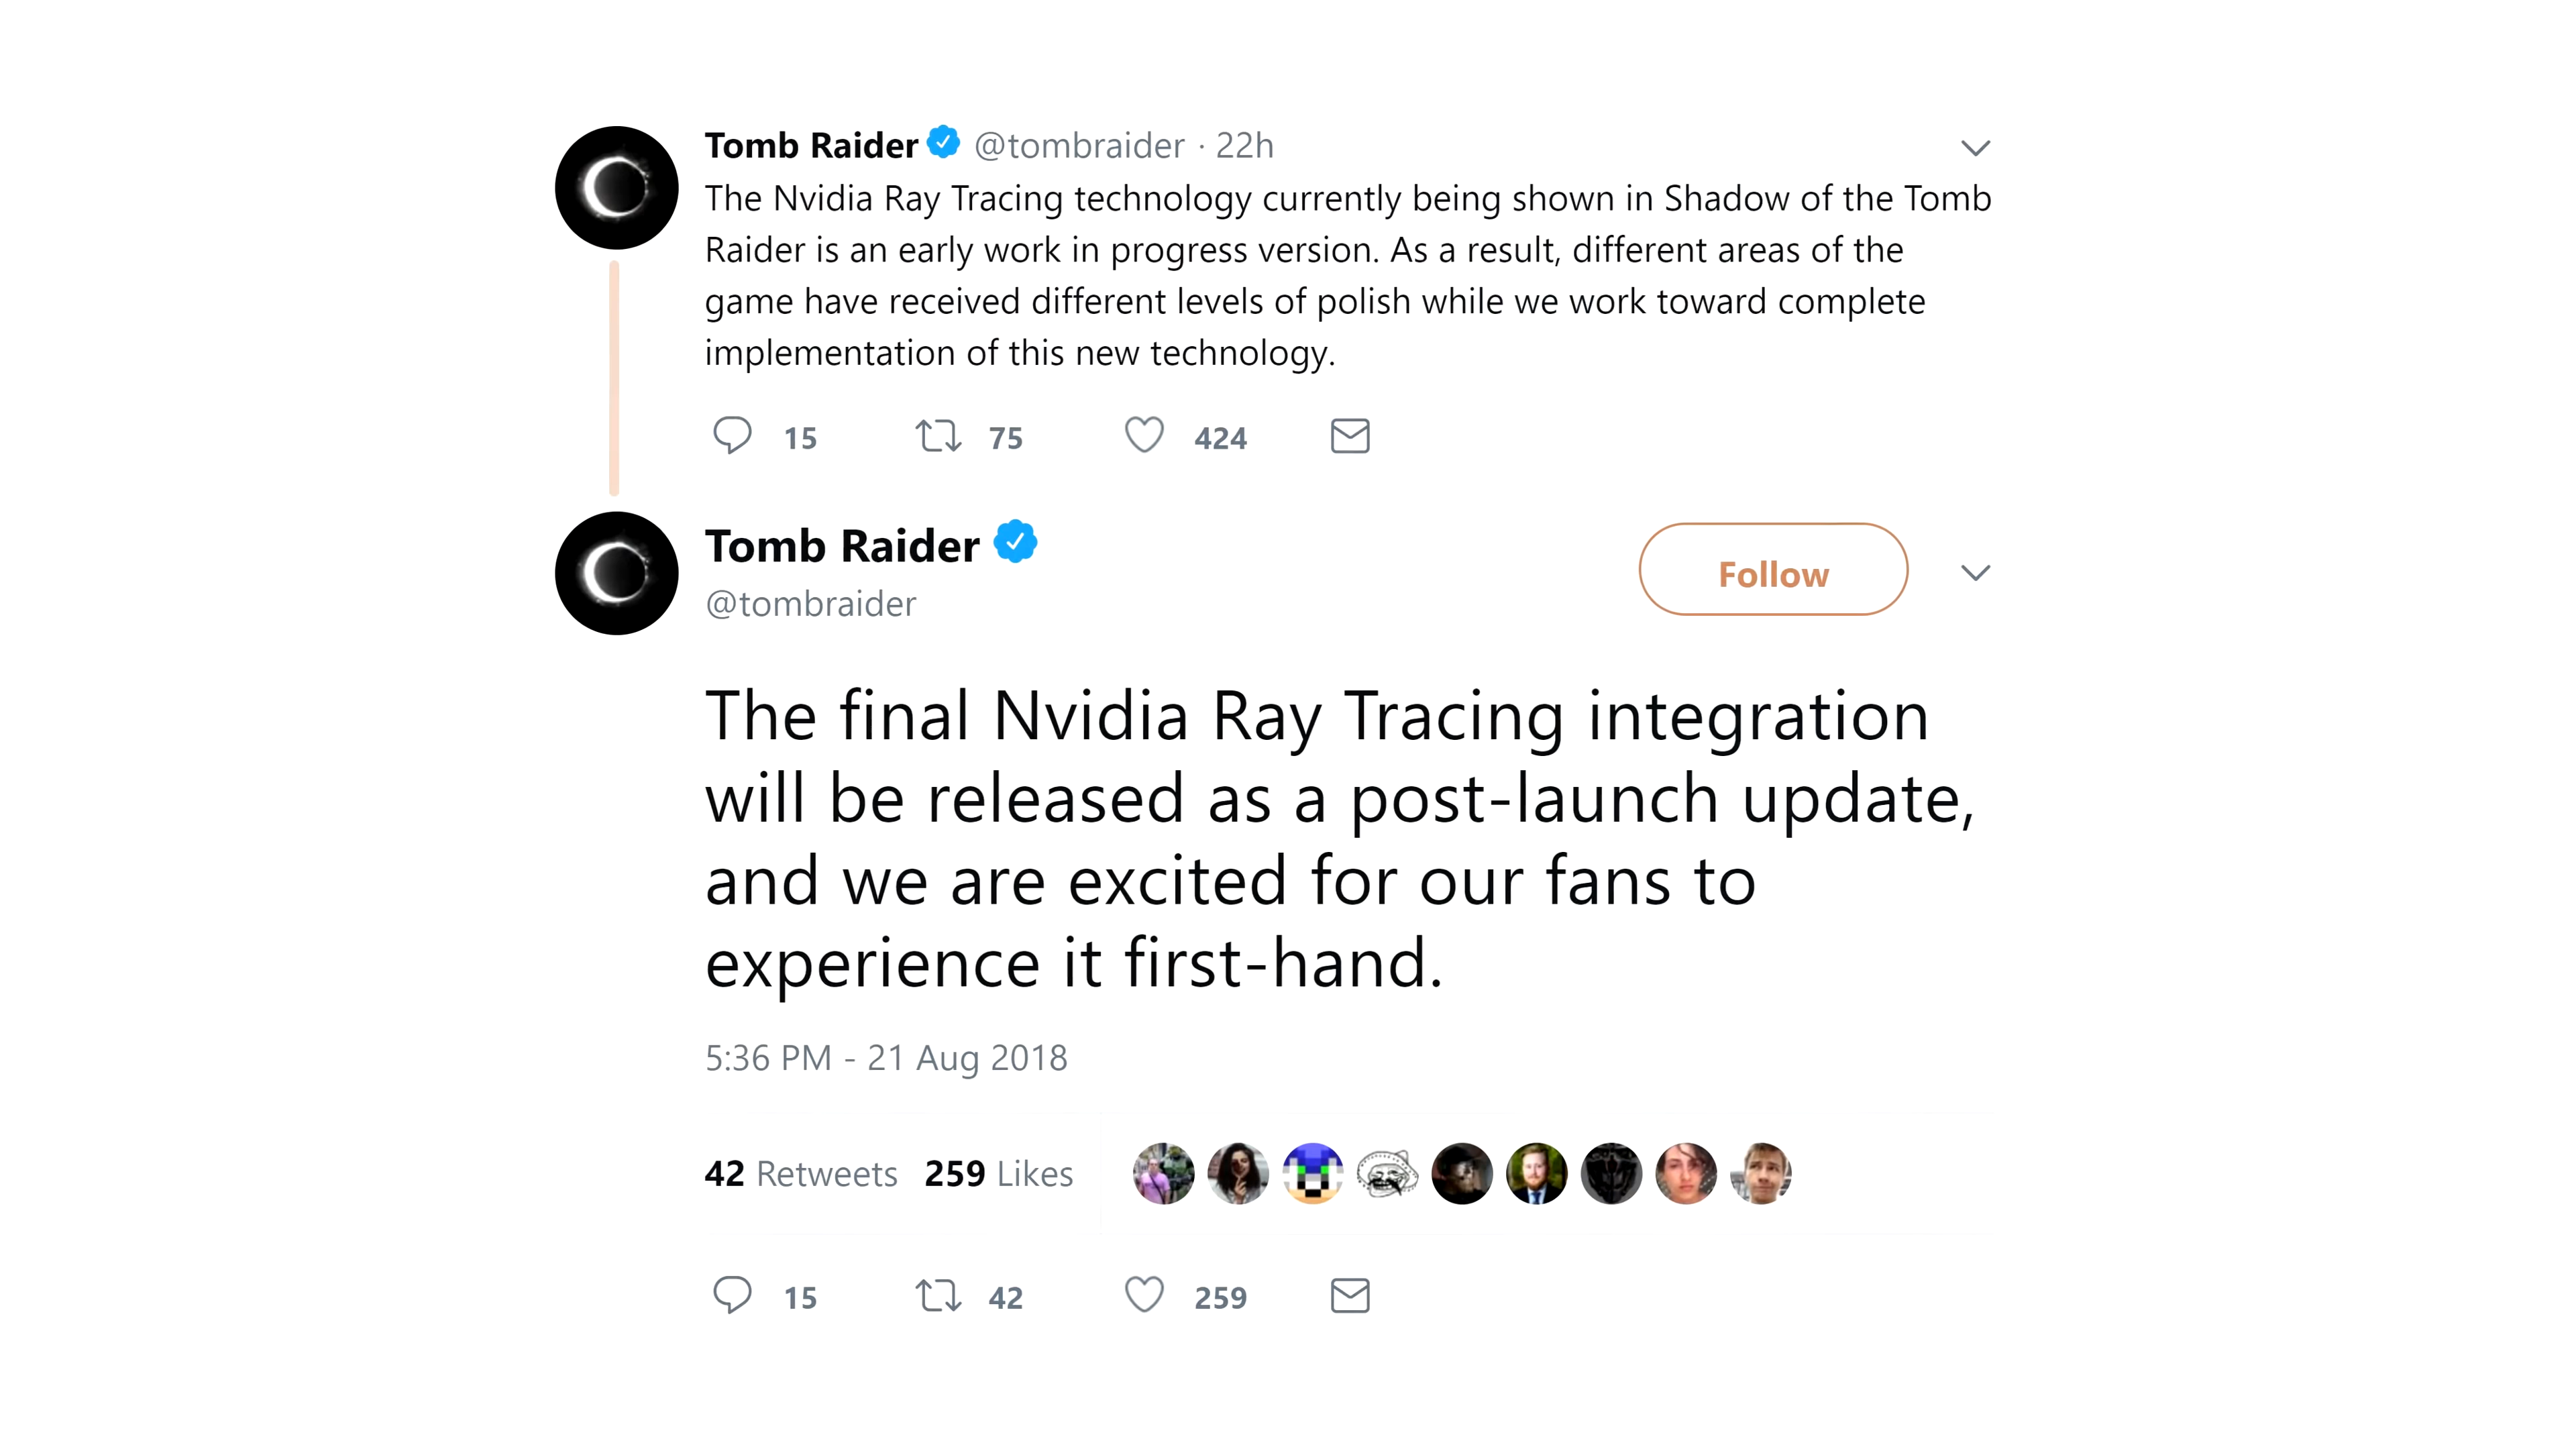 Tomb Raider @tombraider · 22h
The Nvidia Ray Tracing technology currently being shown in Shadow of the Tomb
Raider is an early work in progress version. As a result, different areas of the
game have received different levels of polish while we work toward complete
implementation of this new technology.
15 75 424
Tomb Raider
@tombraider
Follow
The final Nvidia Ray Tracing integration
will be released as a post-launch update,
and we are excited for our fans to
experience it first-hand.
5:36 PM - 21 Aug 2018
42 Retweets 259 Likes
15 42 259